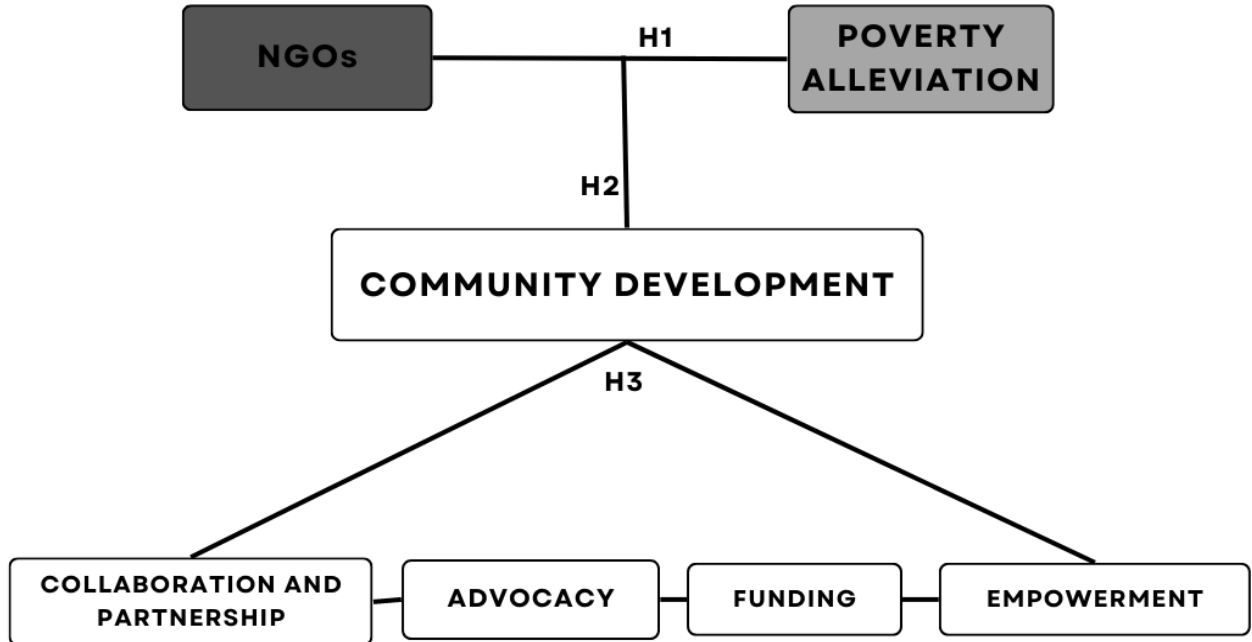 NGOs
H1
POVERTY
ALLEVIATION
H2
COMMUNITY DEVELOPMENT
H3
COLLABORATION AND
PARTNERSHIP
ADVOCACY
FUNDING
EMPOWERMENT